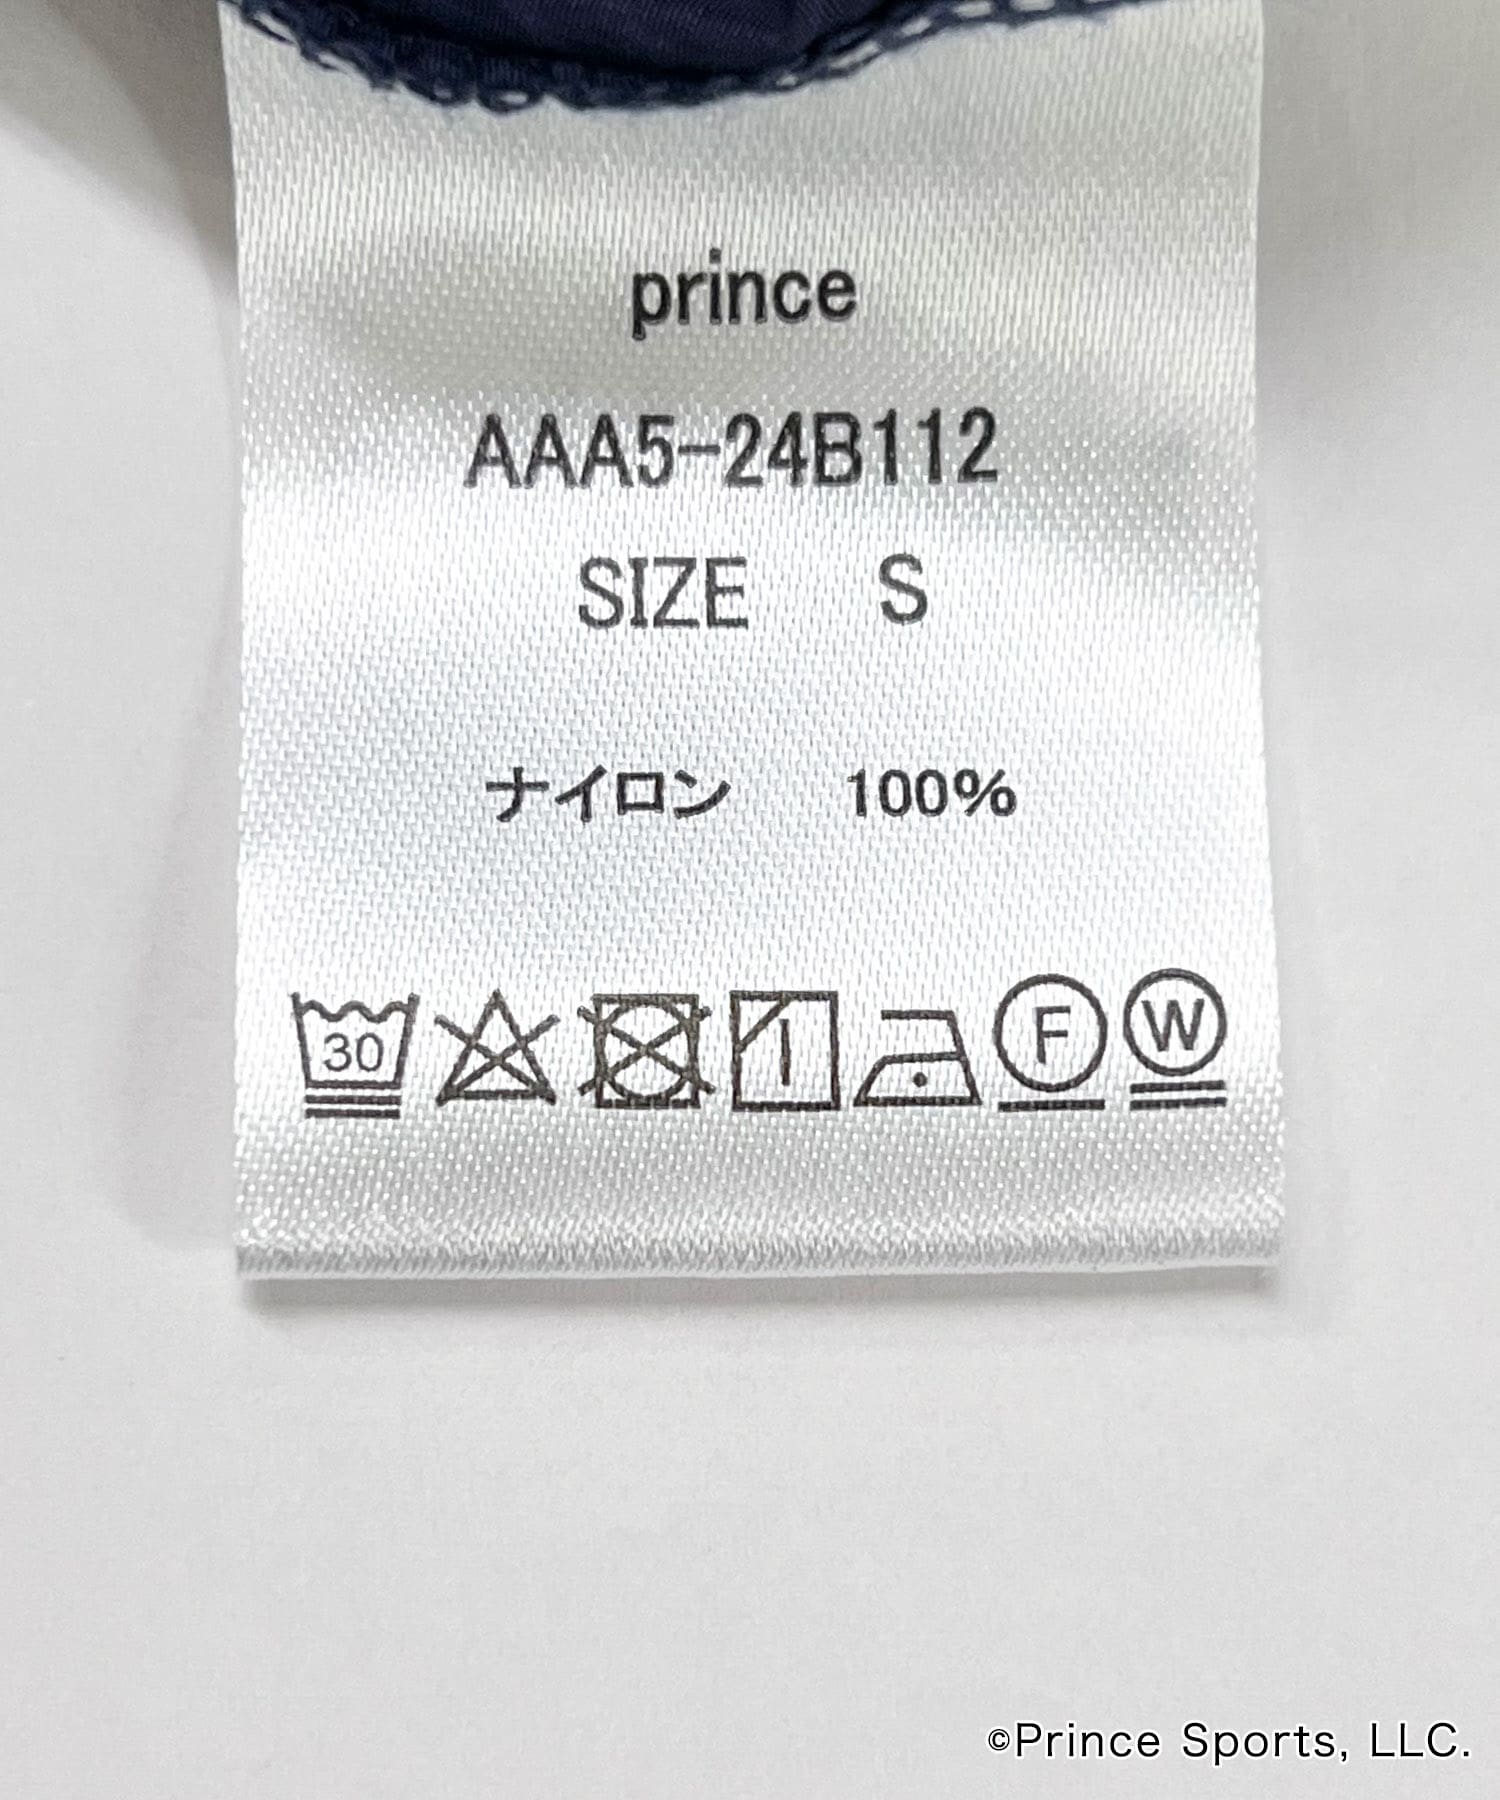 prince
AAA5-24B112
SIZE S
ナイロン 100%
30 F W
©Prince Sports, LLC.